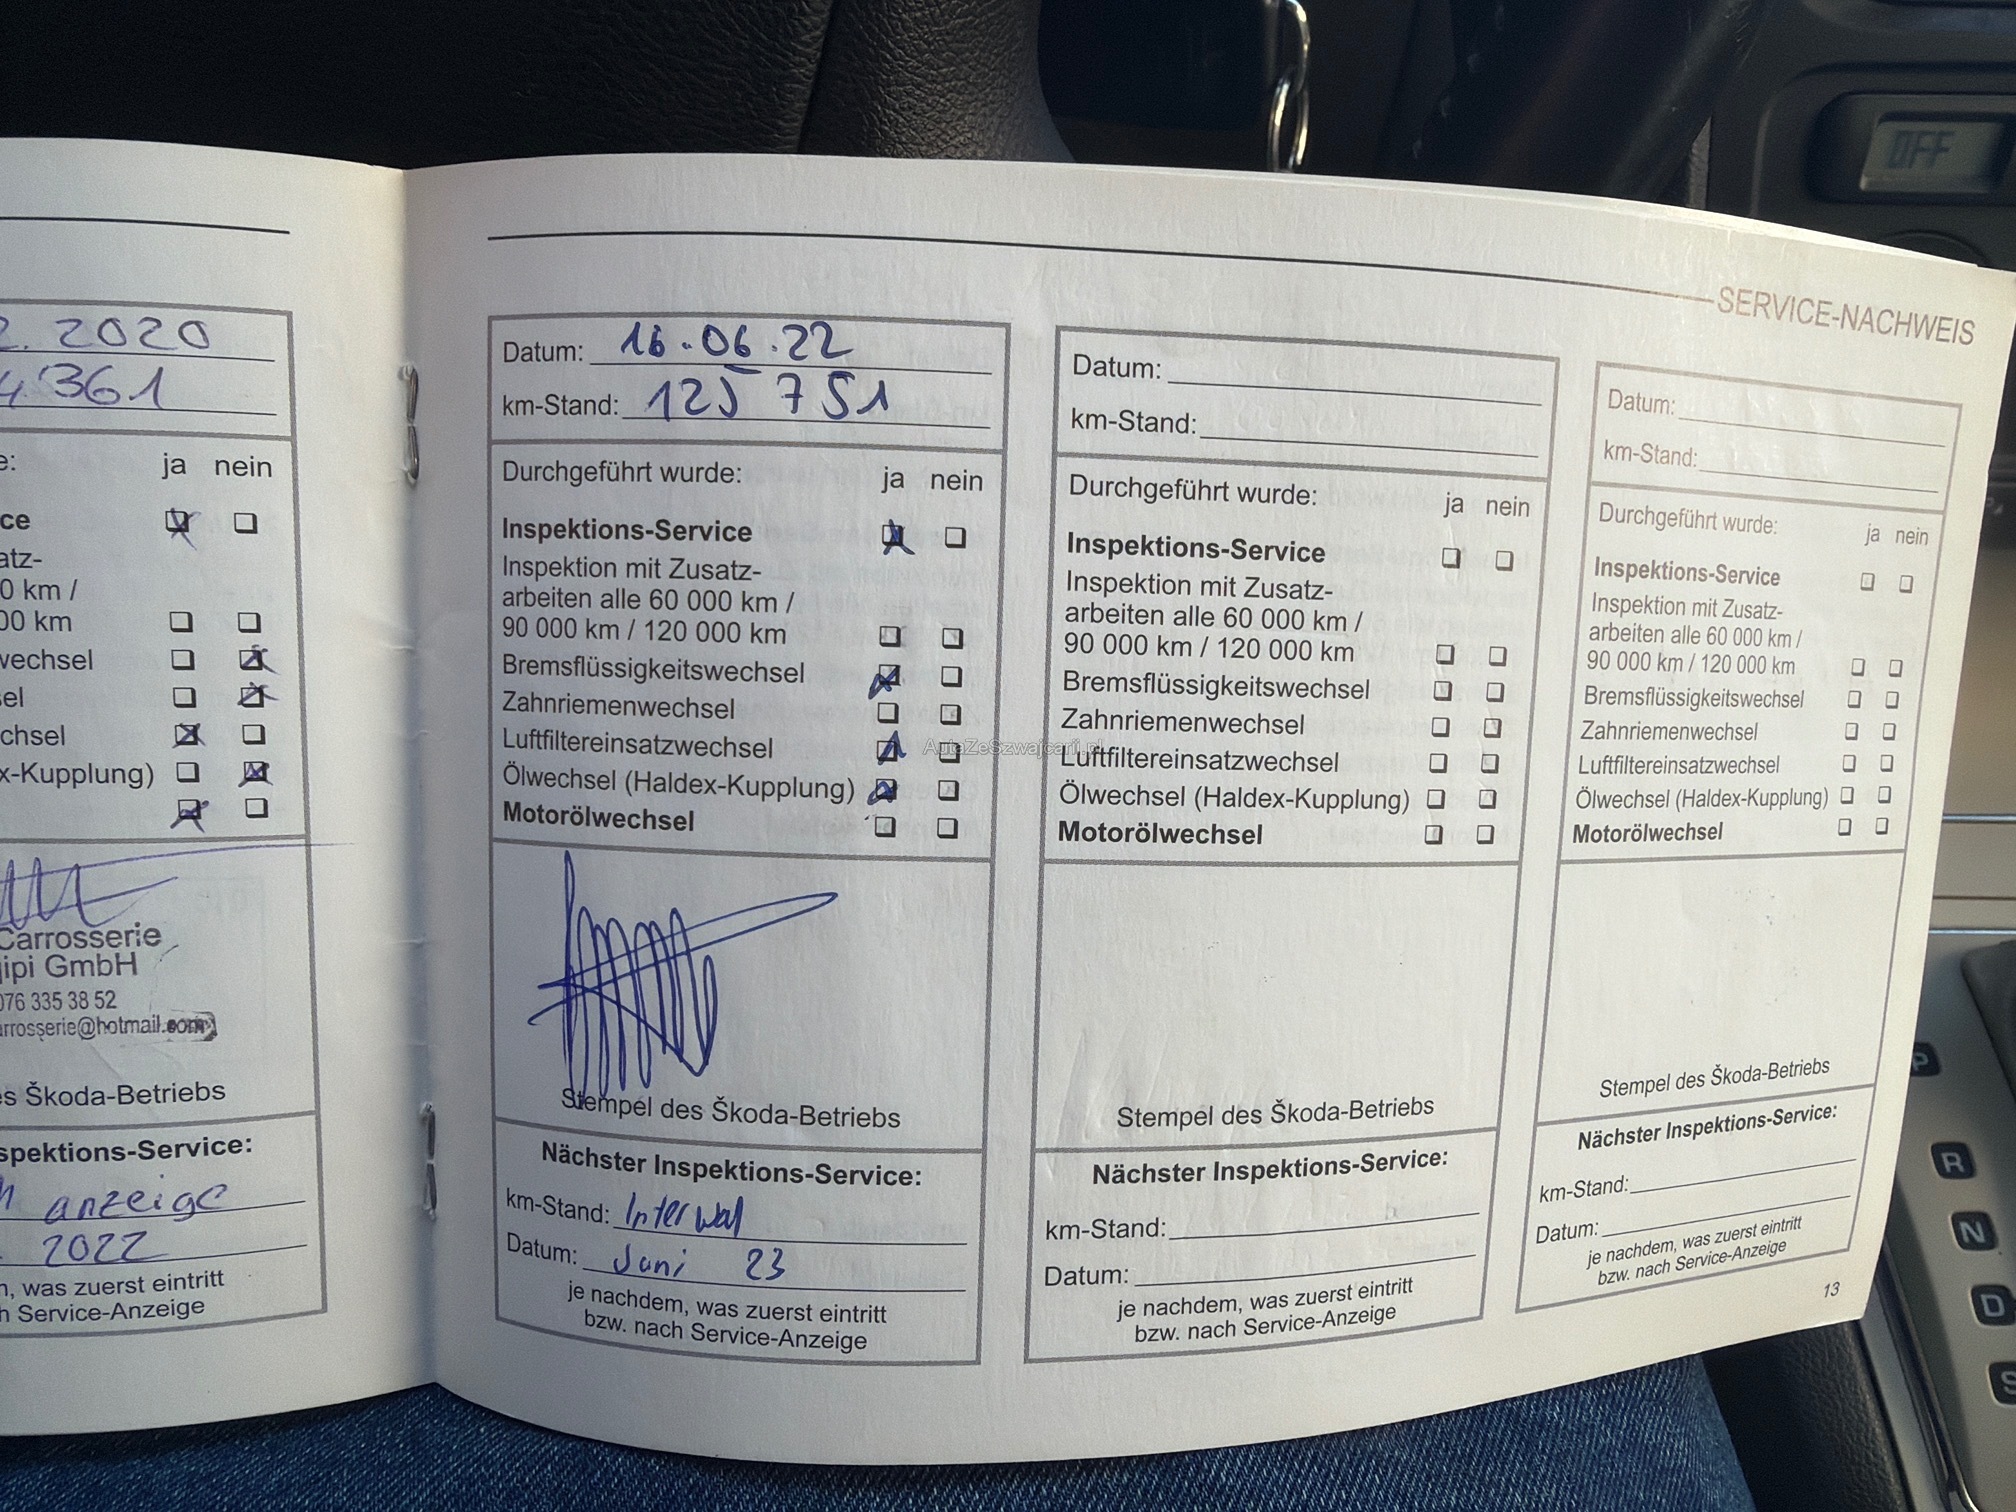 OFF
SERVICE-NACHWEIS
2. 2020
4'361
e:
ja nein
ce
atz-
0 km /
00 km
wechsel
sel
chsel
x-Kupplung)
Carrosserie
jipi GmbH
076 335 38 52
arrosserie@hotmail.com
es Škoda-Betriebs
spektions-Service:
anzeige
2022
n, was zuerst eintritt
h Service-Anzeige
Datum: 16.06.22
km-Stand: 125 751
Durchgeführt wurde: ja nein
Inspektions-Service
Inspektion mit Zusatz-
arbeiten alle 60 000 km /
90 000 km / 120 000 km
Bremsflüssigkeitswechsel
Zahnriemenwechsel
Luftfiltereinsatzwechsel
Ölwechsel (Haldex-Kupplung)
Motorölwechsel
Stempel des Škoda-Betriebs
Nächster Inspektions-Service:
km-Stand: Interwal
Datum: Juni 23
je nachdem, was zuerst eintritt
bzw. nach Service-Anzeige
AutaZeSzwajcarii.pl
Datum:
km-Stand:
Durchgeführt wurde: ja nein
Inspektions-Service
Inspektion mit Zusatz-
arbeiten alle 60 000 km /
90 000 km / 120 000 km
Bremsflüssigkeitswechsel
Zahnriemenwechsel
Luftfiltereinsatzwechsel
Ölwechsel (Haldex-Kupplung)
Motorölwechsel
Stempel des Škoda-Betriebs
Nächster Inspektions-Service:
km-Stand:
Datum:
je nachdem, was zuerst eintritt
bzw. nach Service-Anzeige
Datum:
km-Stand:
Durchgeführt wurde: ja nein
Inspektions-Service
Inspektion mit Zusatz-
arbeiten alle 60 000 km /
90 000 km / 120 000 km
Bremsflüssigkeitswechsel
Zahnriemenwechsel
Luftfiltereinsatzwechsel
Ölwechsel (Haldex-Kupplung)
Motorölwechsel
Stempel des Škoda-Betriebs
Nächster Inspektions-Service:
km-Stand:
Datum:
je nachdem, was zuerst eintritt
bzw. nach Service-Anzeige
13
P
R
N
D
S